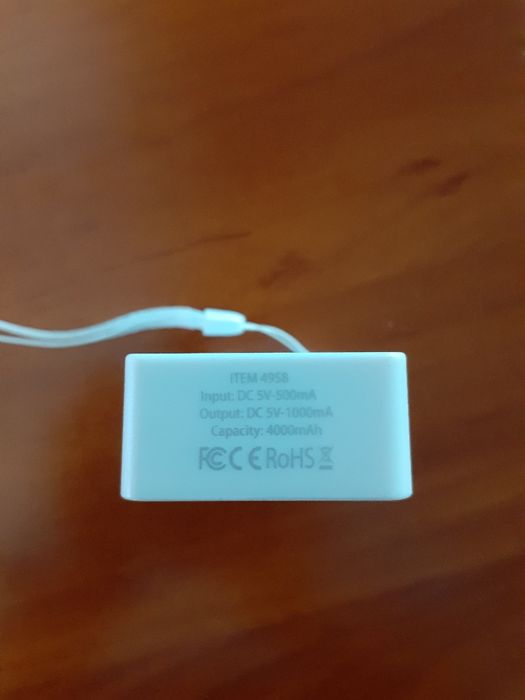 ITEM 4958
Input: DC 5V-500mA
Output: DC 5V-1000mA
Capacity: 4000mAh
FC CE RoHS